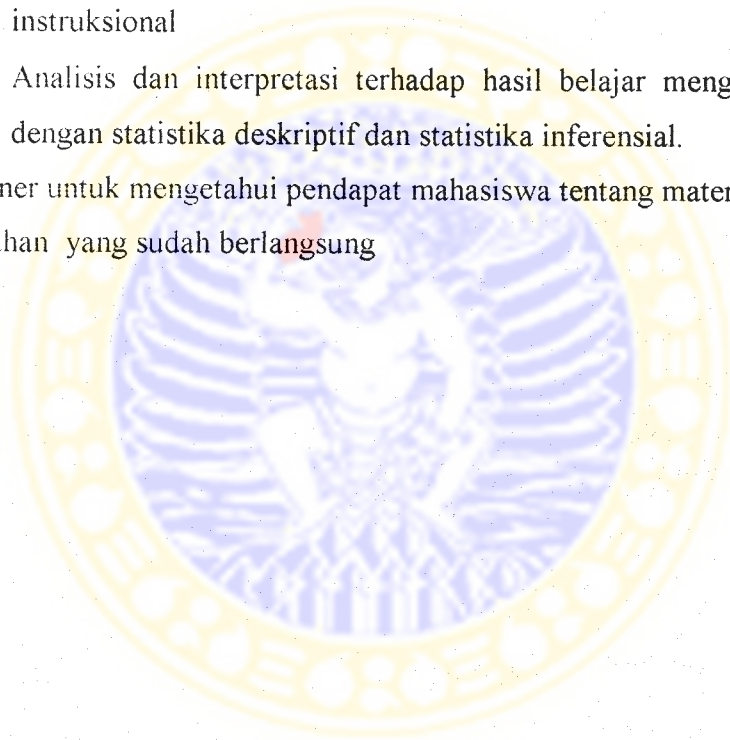 instruksional
Analisis dan interpretasi terhadap hasil belajar meng
dengan statistika deskriptif dan statistika inferensial.
ner untuk mengetahui pendapat mahasiswa tentang mater
han yang sudah berlangsung